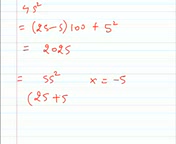 45²
= (25-5)100 + 5²
= 2025
= 55² x = -5
(25+5